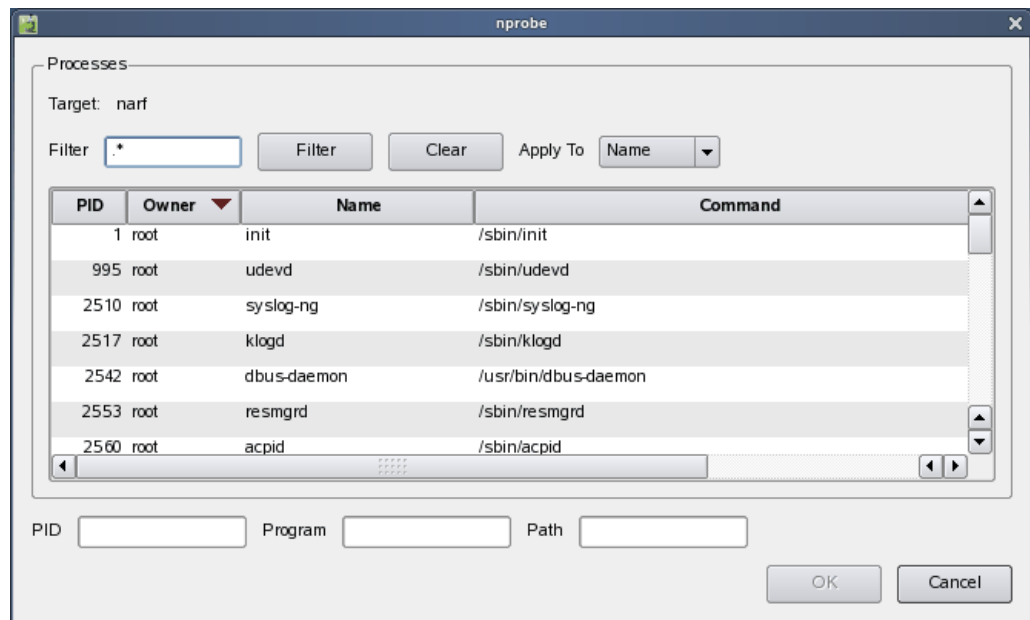 nprobe
Processes
Target: narf
Filter .* Filter Clear Apply To Name
PID Owner Name Command
1 root init /sbin/init
995 root udevd /sbin/udevd
2510 root syslog-ng /sbin/syslog-ng
2517 root klogd /sbin/klogd
2542 root dbus-daemon /usr/bin/dbus-daemon
2553 root resmgrd /sbin/resmgrd
2560 root acpid /sbin/acpid
PID Program Path
OK Cancel